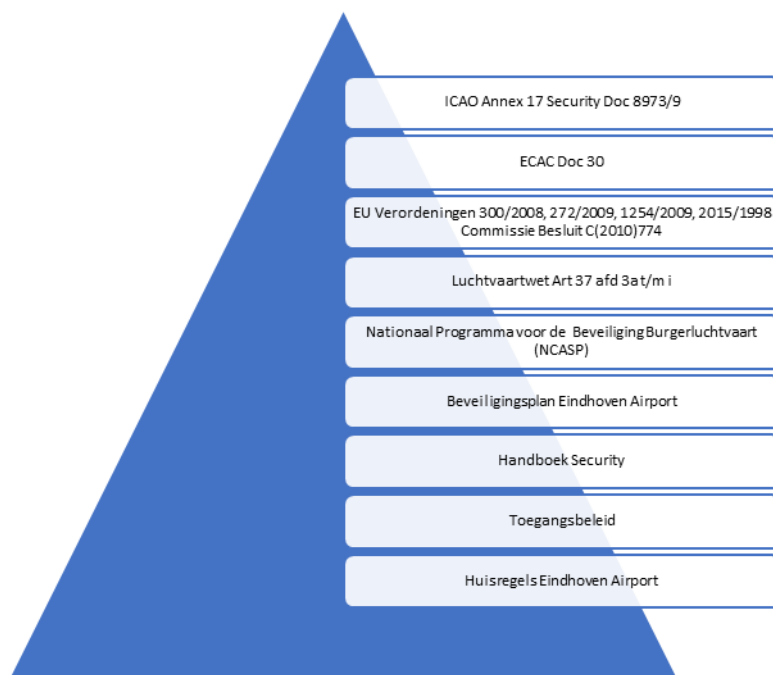 ICAO Annex 17 Security Doc 8973/9
ECAC Doc 30
EU Verordeningen 300/2008, 272/2009, 1254/2009, 2015/1998
Commissie Besluit C(2010)774
Luchtvaartwet Art 37 afd 3a t/m i
Nationaal Programma voor de Beveiliging Burgerluchtvaart
(NCASP)
Beveiligingsplan Eindhoven Airport
Handboek Security
Toegangsbeleid
Huisregels Eindhoven Airport